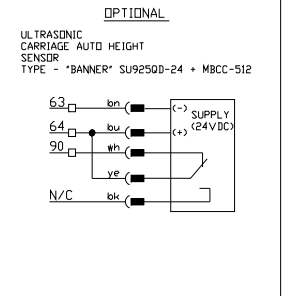 OPTIONAL
ULTRASONIC
CARRIAGE AUTO HEIGHT
SENSOR
TYPE - "BANNER" SU925QD-24 + MBCC-512
63 bn (-)
SUPPLY
64 bu (+) (24VDC)
90 wh
ye
N/C bk